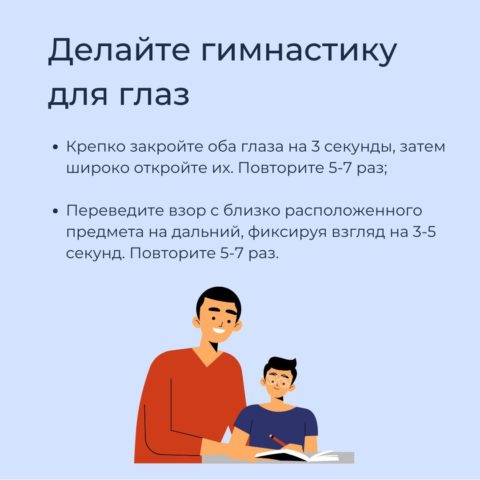 Делайте гимнастику
для глаз
• Крепко закройте оба глаза на 3 секунды, затем
широко откройте их. Повторите 5-7 раз;
• Переведите взор с близко расположенного
предмета на дальний, фиксируя взгляд на 3-5
секунд. Повторите 5-7 раз.